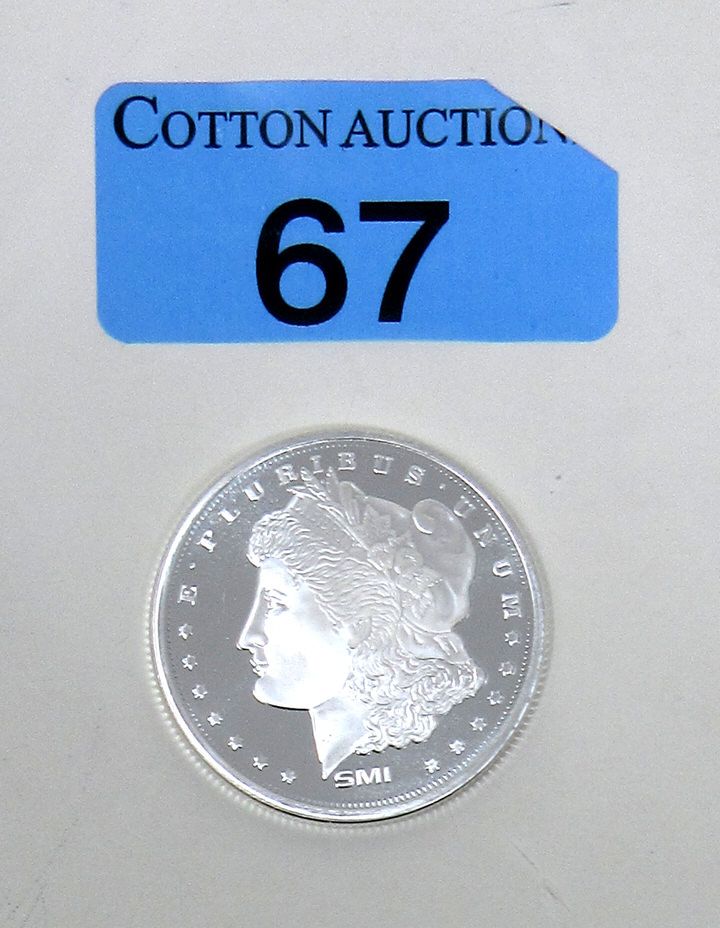 COTTON AUCTION
67
E · PLURIBUS · UNUM
SMI